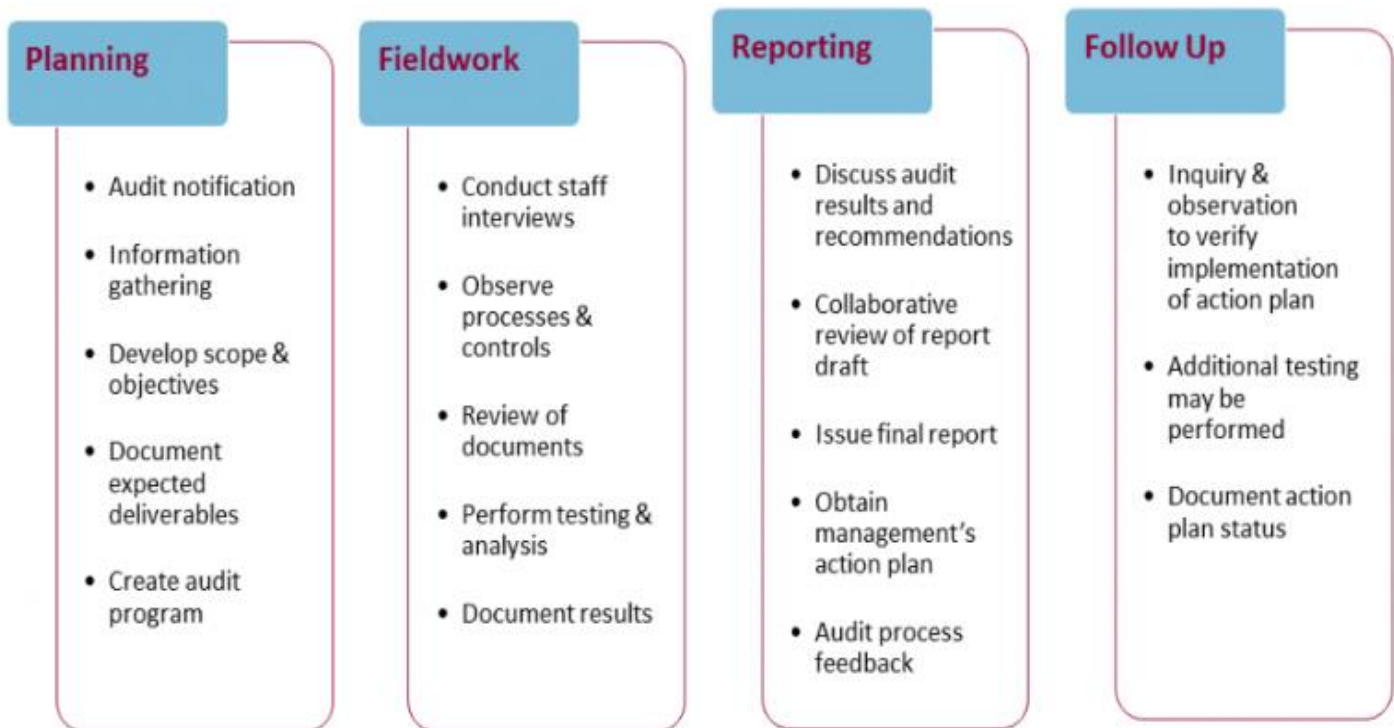 Planning
• Audit notification
• Information
gathering
• Develop scope &
objectives
• Document
expected
deliverables
• Create audit
program
Fieldwork
• Conduct staff
interviews
• Observe
processes &
controls
• Review of
documents
• Perform testing &
analysis
• Document results
Reporting
• Discuss audit
results and
recommendations
• Collaborative
review of report
draft
• Issue final report
• Obtain
management’s
action plan
• Audit process
feedback
Follow Up
• Inquiry &
observation
to verify
implementation
of action plan
• Additional testing
may be
performed
• Document action
plan status